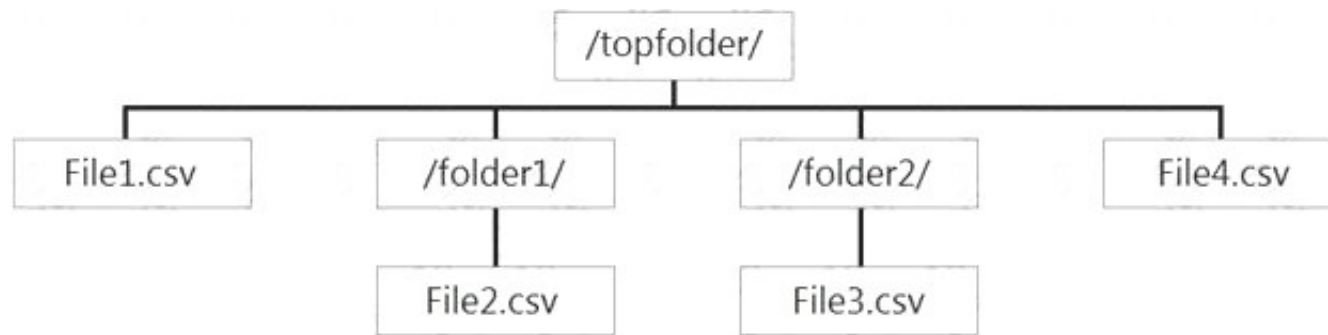 /topfolder/
File1.csv
/folder1/
/folder2/
File4.csv
File2.csv
File3.csv